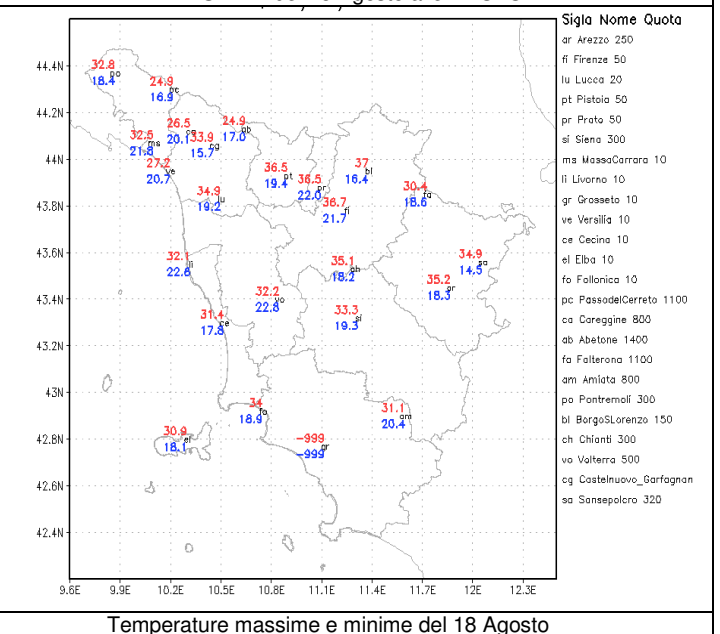 Sigla Nome Quota
ar Arezzo 250
fi Firenze 50
lu Lucca 20
pt Pistoia 50
pr Prato 50
si Siena 300
ms MassaCarrara 10
li Livorno 10
gr Grosseto 10
ve Versilia 10
ce Cecina 10
el Elba 10
fo Follonica 10
pc PassodelCerreto 1100
ca Careggine 800
ab Abetone 1400
fa Falterona 1100
am Amiata 800
po Pontremoli 300
bl BorgoSLorenzo 150
ch Chianti 300
vo Volterra 500
cg Castelnuovo_Garfagnan
sa Sansepolcro 320
44.4N
44.2N
44N
43.8N
43.6N
43.4N
43.2N
43N
42.8N
42.6N
42.4N
32.8
po
18.4
24.9
pc
16.9
26.5
ca
20.1
24.9
ab
17.0
32.5
ms
21.8
33.9
cg
15.7
27.2
ve
20.7
34.9
lu
19.2
36.5
pt
19.4
36.5
pr
22.0
37
bl
16.4
36.7
fi
21.7
30.4
fa
18.6
32.1
li
22.6
35.1
ch
18.2
34.9
sa
14.5
35.2
ar
18.3
32.2
vo
22.8
31.4
ce
17.8
33.3
si
19.3
34
fo
18.9
31.1
am
20.4
30.9
el
18.1
-999
gr
-999
9.6E 9.9E 10.2E 10.5E 10.8E 11.1E 11.4E 11.7E 12E 12.3E
Temperature massime e minime del 18 Agosto